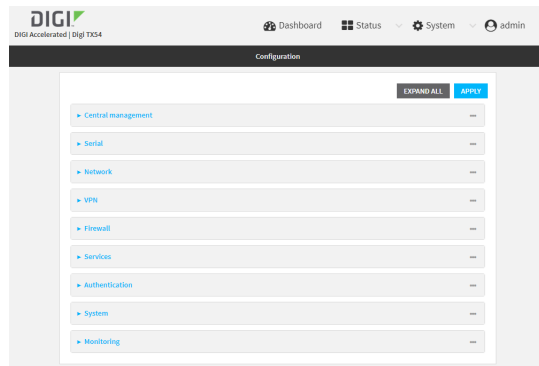 DIGI
Dashboard Status System admin
DIGI Accelerated | Digi TX54
Configuration
EXPAND ALL APPLY
Central management
Serial
Network
VPN
Firewall
Services
Authentication
System
Monitoring